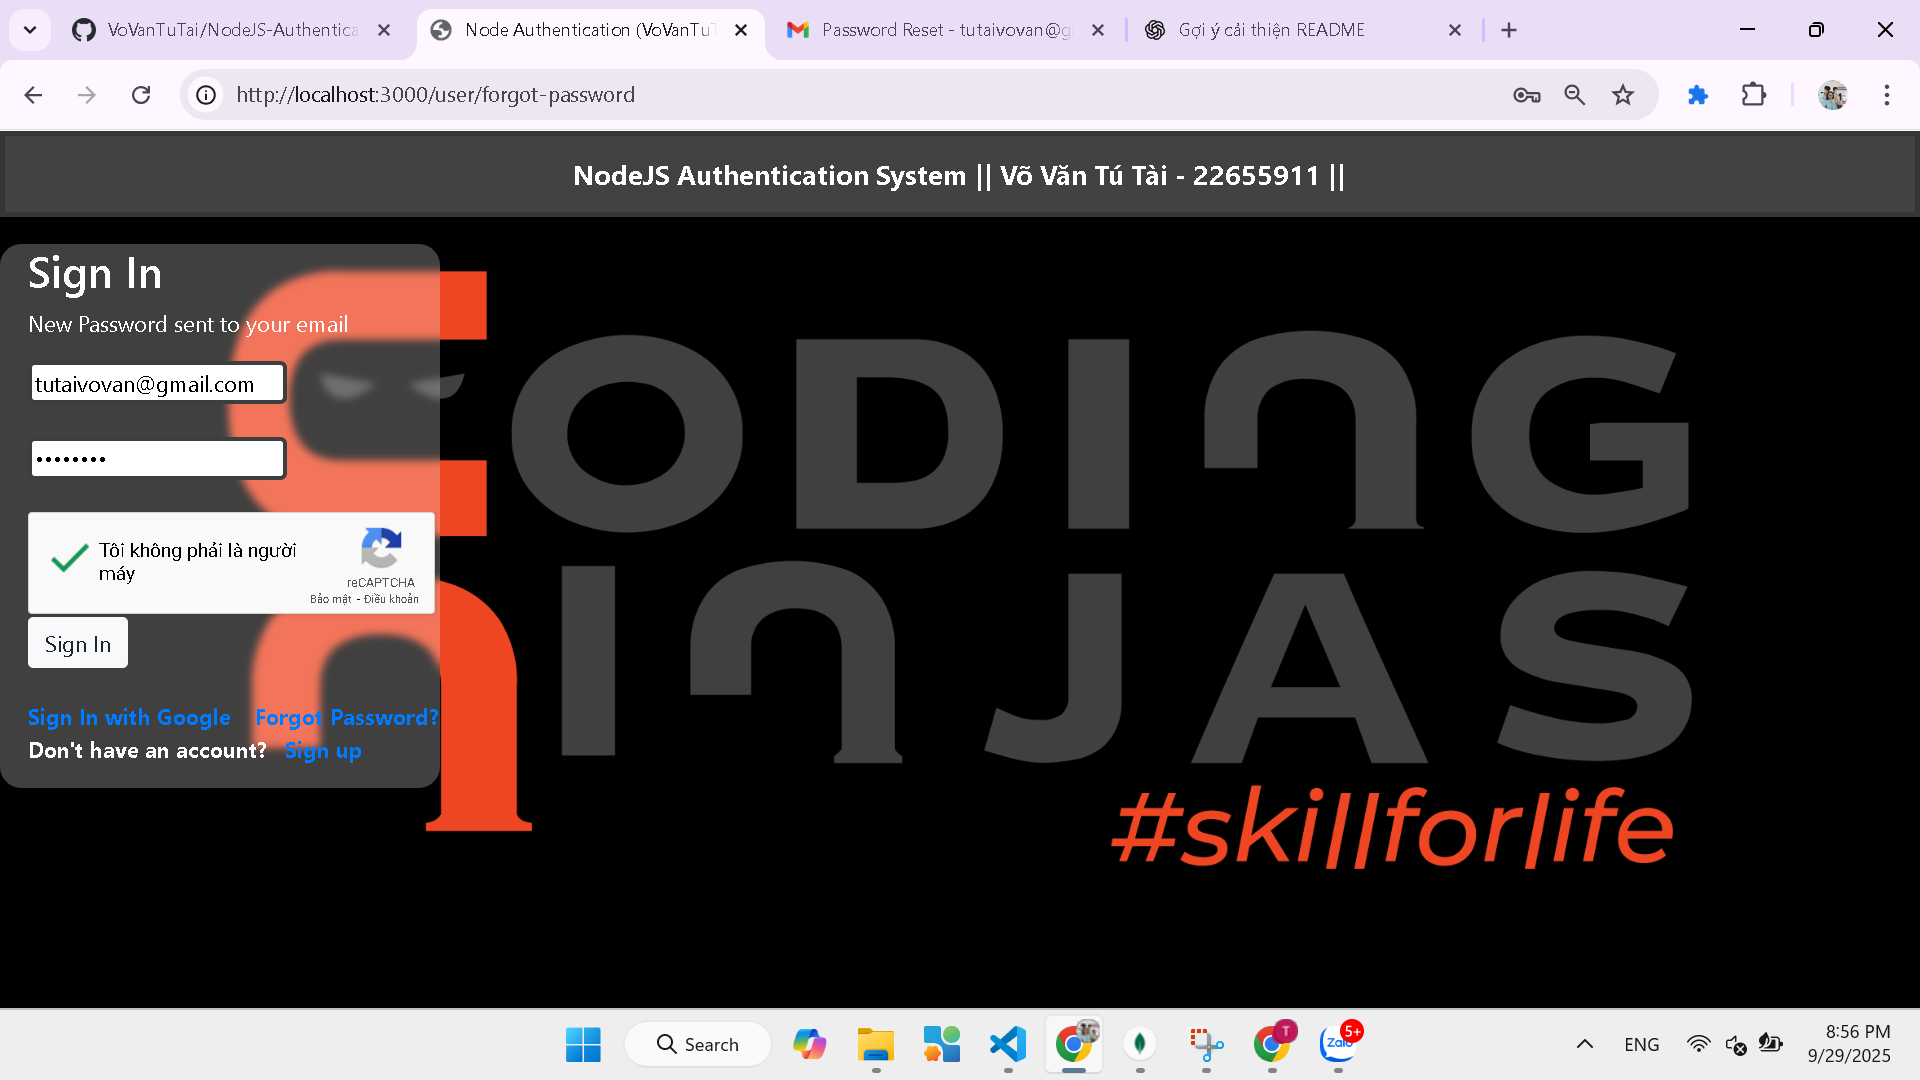 VoVanTuTai/NodeJS-Authentica
Node Authentication (VoVanTuT
Password Reset - tutaivovan@g
Gợi ý cải thiện README
http://localhost:3000/user/forgot-password
NodeJS Authentication System || Võ Văn Tú Tài - 22655911 ||
Sign In
New Password sent to your email
tutaivovan@gmail.com
••••••••
Tôi không phải là người
máy
reCAPTCHA
Bảo mật - Điều khoản
Sign In
Sign In with Google Forgot Password?
Don't have an account? Sign up
CODING
NINJAS
#skillforlife
Search
T
Zalo
5+
ENG
8:56 PM
9/29/2025